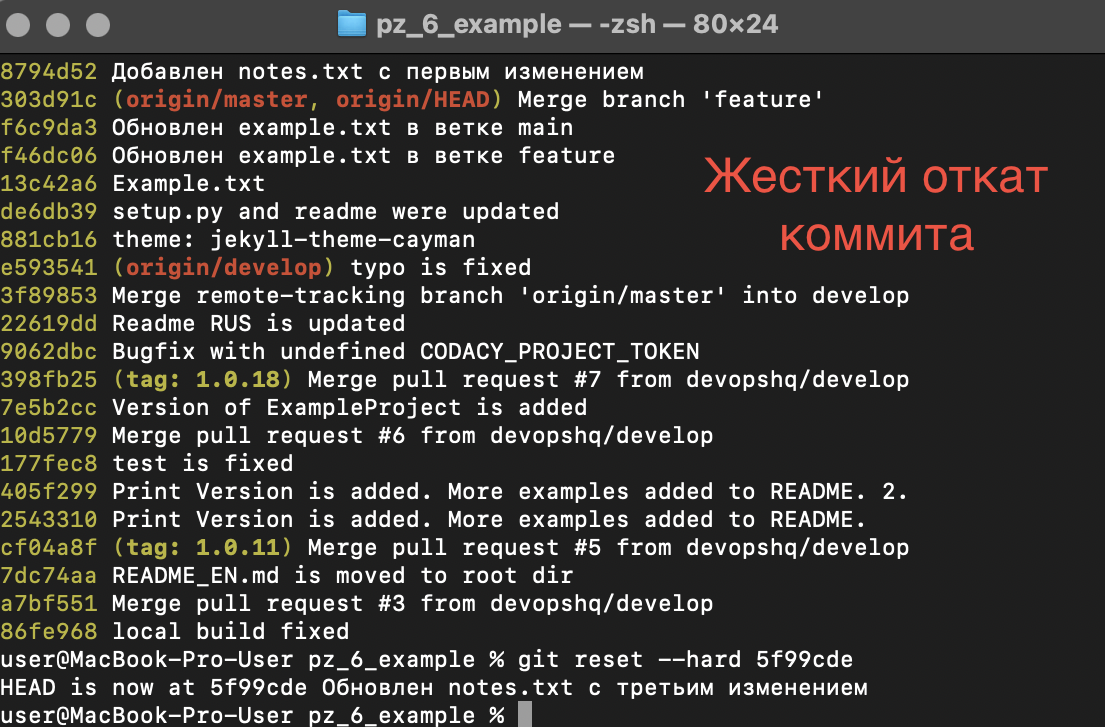 pz_6_example — -zsh — 80×24
8794d52 Добавлен notes.txt с первым изменением
303d91c (origin/master, origin/HEAD) Merge branch 'feature'
f6c9da3 Обновлен example.txt в ветке main
f46dc06 Обновлен example.txt в ветке feature
13c42a6 Example.txt
de6db39 setup.py and readme were updated
881cb16 theme: jekyll-theme-cayman
e593541 (origin/develop) typo is fixed
3f89853 Merge remote-tracking branch 'origin/master' into develop
22619dd Readme RUS is updated
9062dbc Bugfix with undefined CODACY_PROJECT_TOKEN
398fb25 (tag: 1.0.18) Merge pull request #7 from devopshq/develop
7e5b2cc Version of ExampleProject is added
10d5779 Merge pull request #6 from devopshq/develop
177fec8 test is fixed
405f299 Print Version is added. More examples added to README. 2.
2543310 Print Version is added. More examples added to README.
cf04a8f (tag: 1.0.11) Merge pull request #5 from devopshq/develop
7dc74aa README_EN.md is moved to root dir
a7bf551 Merge pull request #3 from devopshq/develop
86fe968 local build fixed
user@MacBook-Pro-User pz_6_example % git reset --hard 5f99cde
HEAD is now at 5f99cde Обновлен notes.txt с третьим изменением
user@MacBook-Pro-User pz_6_example %
Жесткий откат
коммита